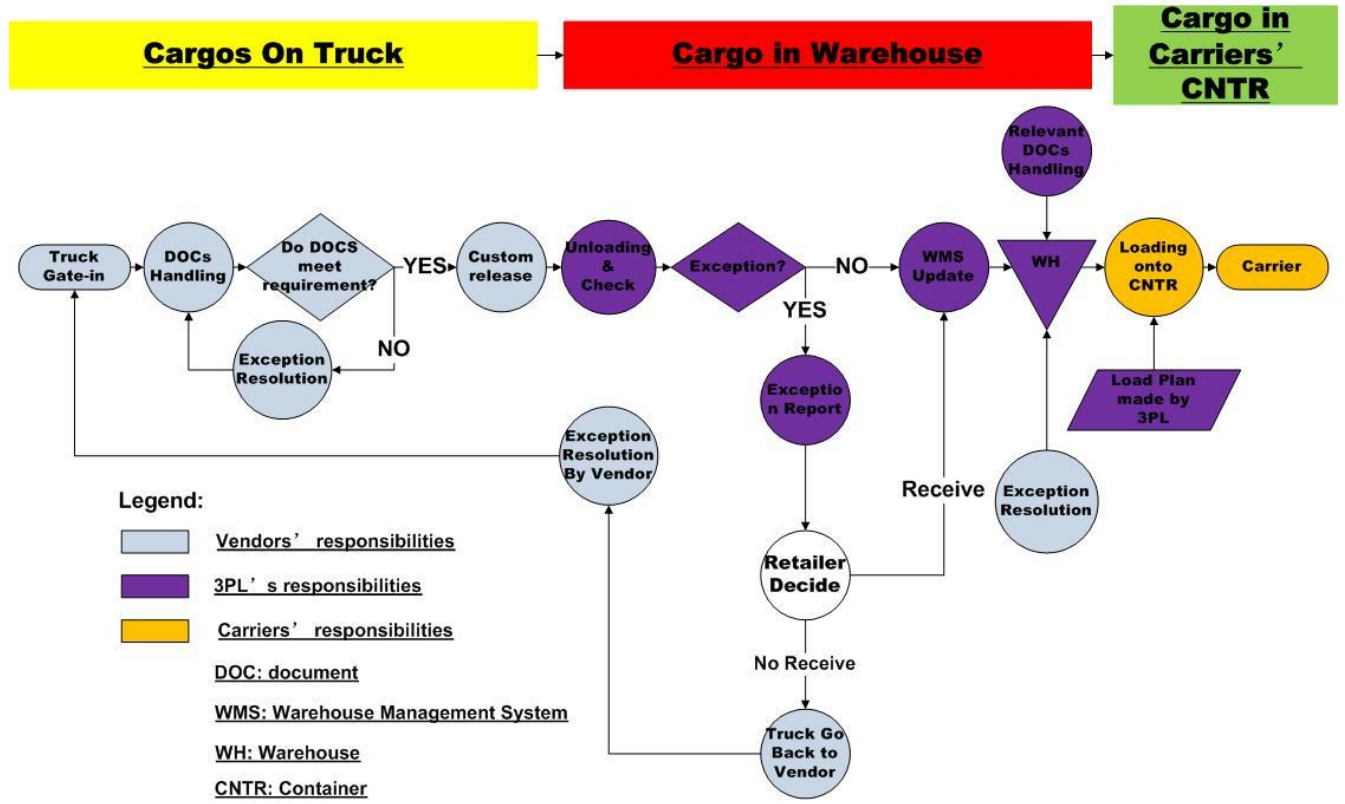 Cargos On Truck
Cargo in Warehouse
Cargo in
Carriers’
CNTR
Relevant
DOCs
Handling
Truck
Gate-in
DOCs
Handling
Do DOCS
meet
requirement?
YES
Custom
release
Unloading
&
Check
Exception?
NO
WMS
Update
WH
Loading
onto
CNTR
Carrier
NO
Exception
Resolution
YES
Exceptio
n Report
Load Plan
made by
3PL
Exception
Resolution
By Vendor
Receive
Exception
Resolution
Retailer
Decide
No Receive
Truck Go
Back to
Vendor
Legend:
Vendors’ responsibilities
3PL’s responsibilities
Carriers’ responsibilities
DOC: document
WMS: Warehouse Management System
WH: Warehouse
CNTR: Container